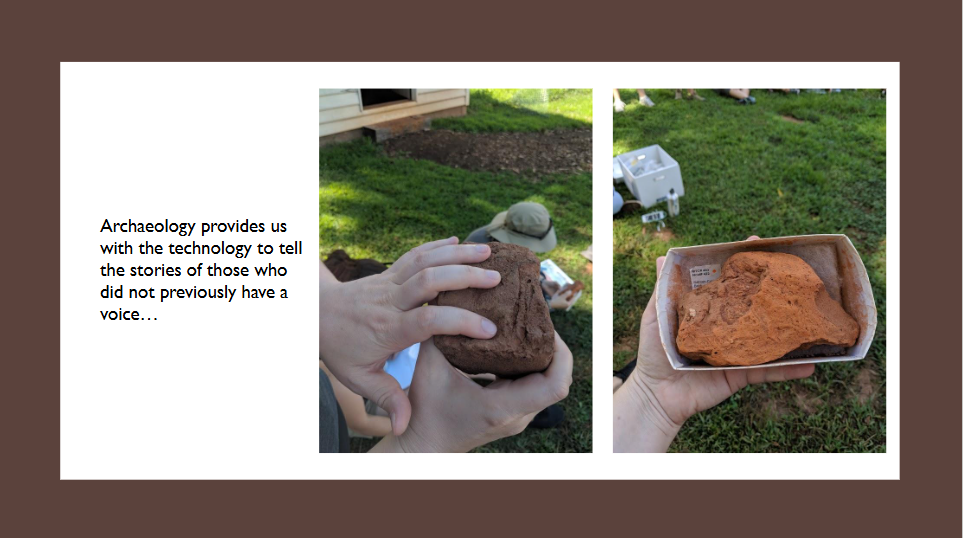 Archaeology provides us
with the technology to tell
the stories of those who
did not previously have a
voice…